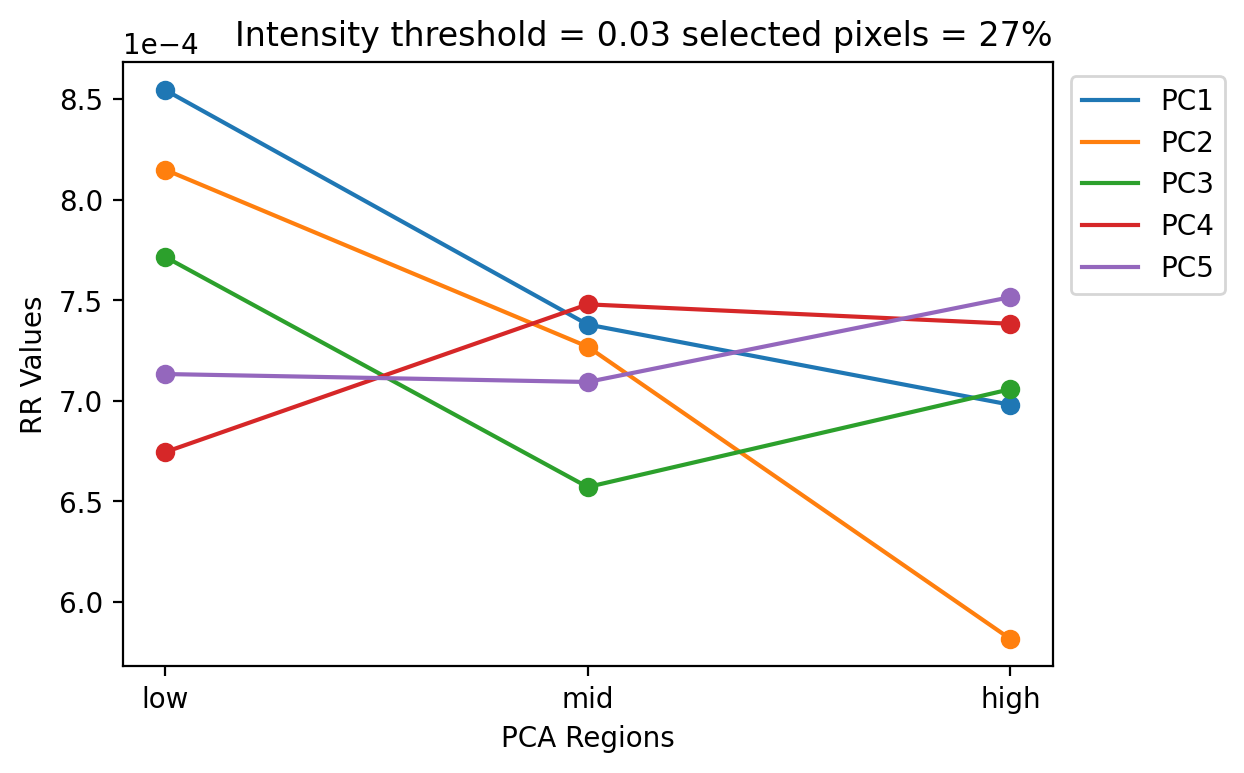 Intensity threshold = 0.03 selected pixels = 27%
1e−4
8.5
8.0
7.5
7.0
6.5
6.0
RR Values
low
mid
high
PCA Regions
PC1
PC2
PC3
PC4
PC5